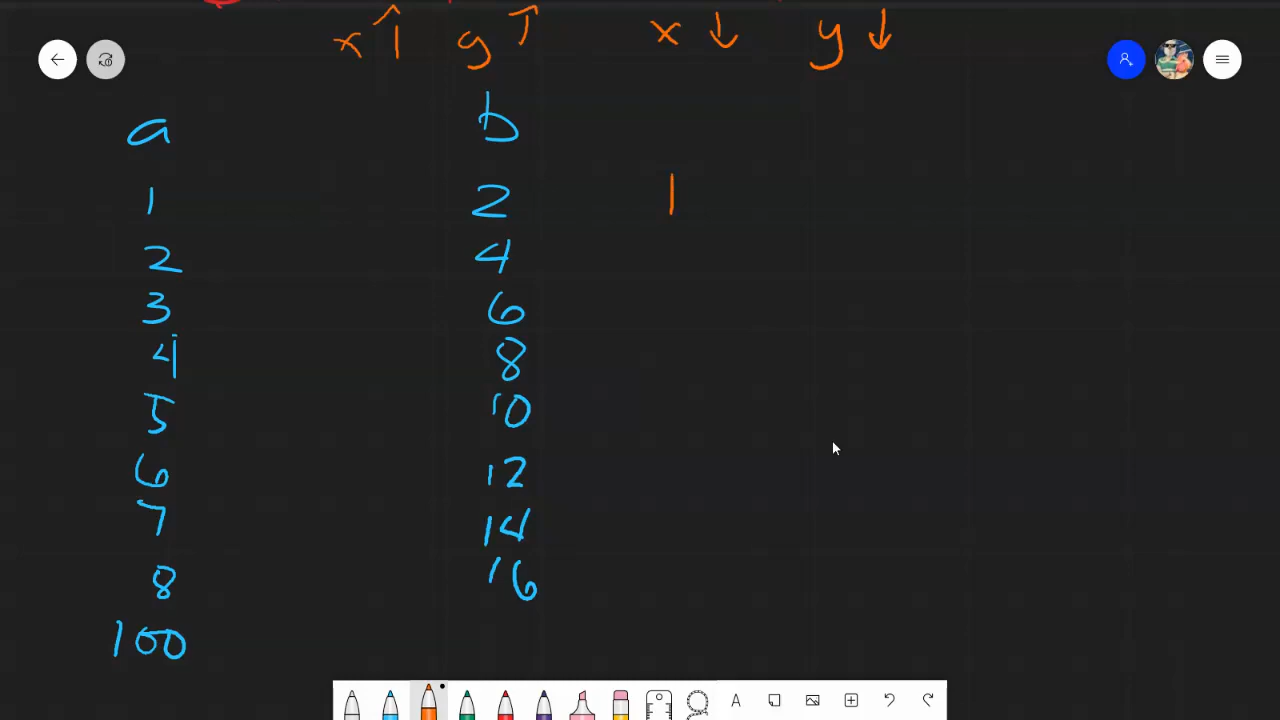 x ↑ y ↑ x ↓ y ↓
a b
1 2 1
2 4
3 6
4 8
5 10
6 12
7 14
8 16
100
A